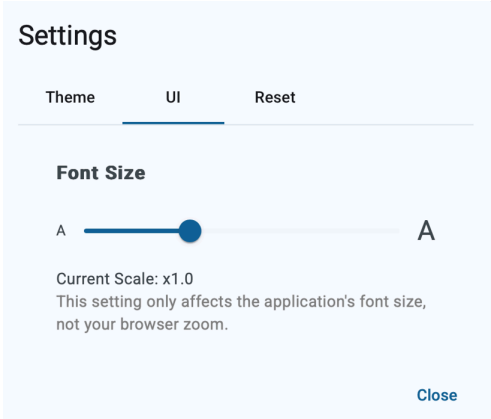 Settings
Theme UI Reset
Font Size
A A
Current Scale: x1.0
This setting only affects the application's font size,
not your browser zoom.
Close